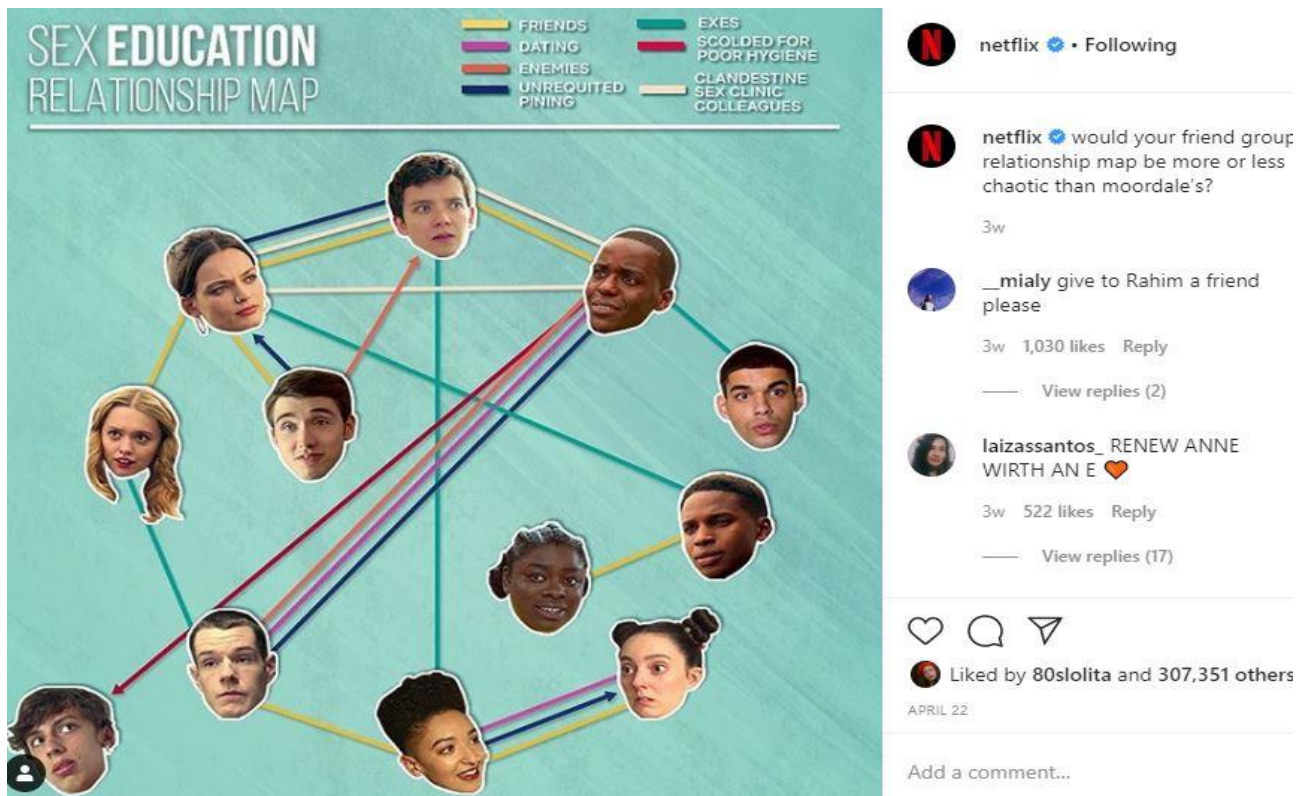 SEX EDUCATION
RELATIONSHIP MAP
FRIENDS
DATING
ENEMIES
UNREQUITED
PINING
EXES
SCOLDED FOR
POOR HYGIENE
CLANDESTINE
SEX CLINIC
COLLEAGUES
N
netflix • Following
N
netflix would your friend group
relationship map be more or less
chaotic than moordale's?
3w
__mialy give to Rahim a friend
please
3w 1,030 likes Reply
View replies (2)
laizassantos_ RENEW ANNE
WIRTH AN E 🧡
3w 522 likes Reply
View replies (17)
Liked by 80slolita and 307,351 others
APRIL 22
Add a comment...